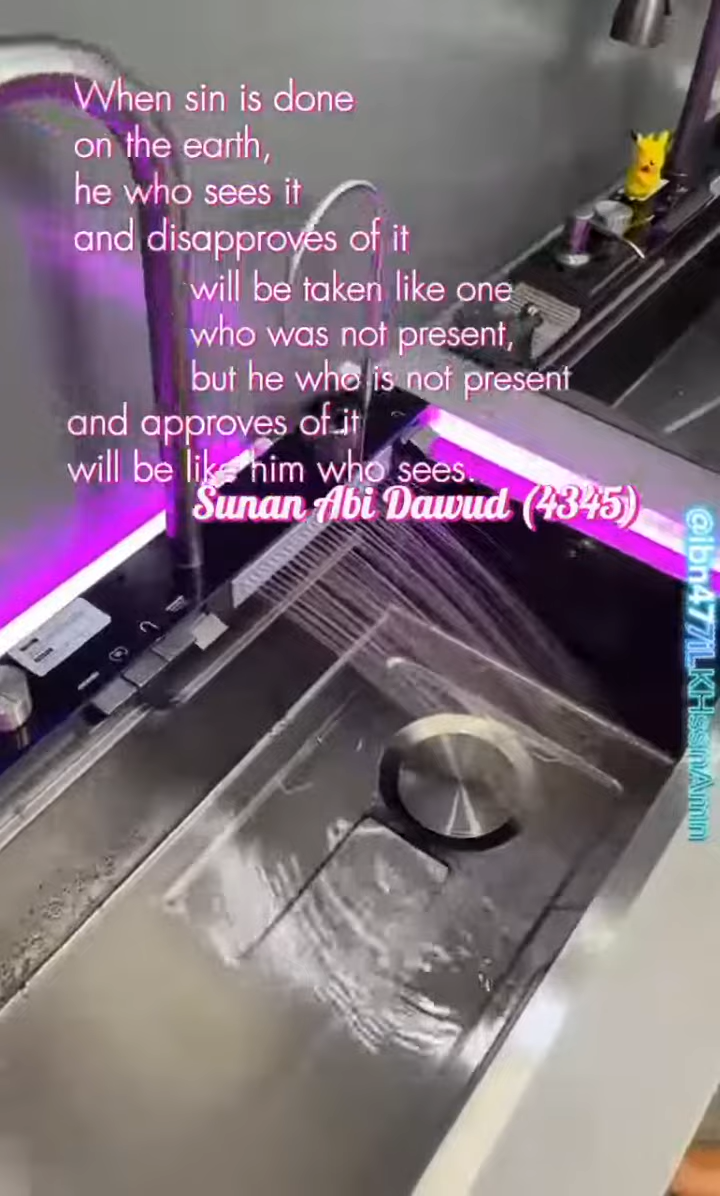 When sin is done
on the earth,
he who sees it
and disapproves of it
will be taken like one
who was not present,
but he who is not present
and approves of it
will be like him who sees.
Sunan Abi Dawud (4345)